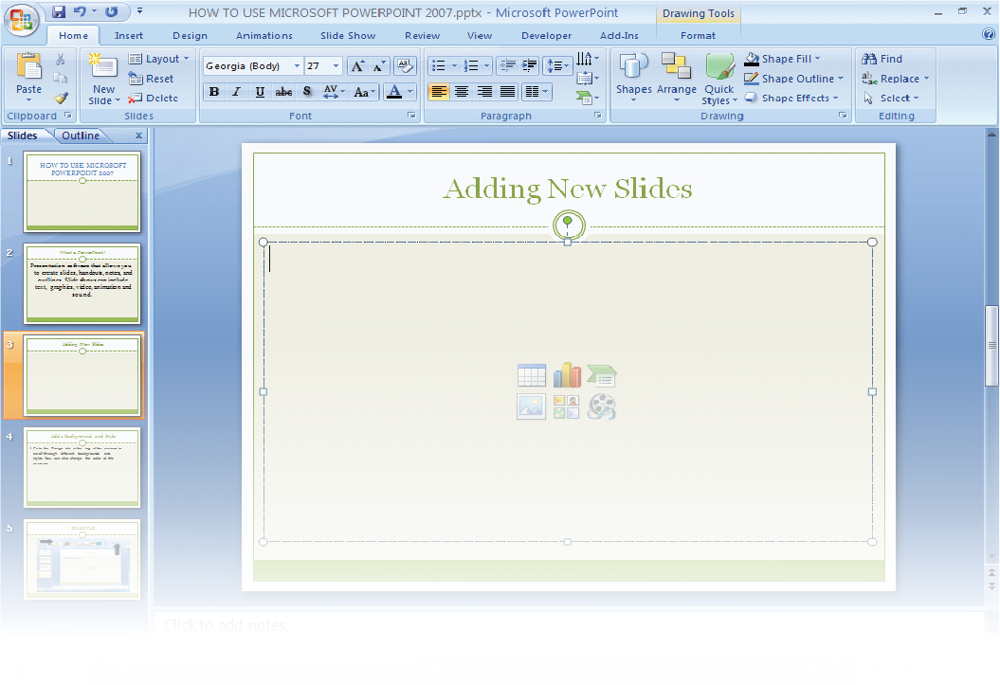 HOW TO USE MICROSOFT POWERPOINT 2007.pptx - Microsoft PowerPoint
Drawing Tools
Home Insert Design Animations Slide Show Review View Developer Add-Ins Format
Paste
Clipboard
New Slide
Layout
Reset
Delete
Slides
Georgia (Body) 27
B I U abc S AV Aa A
Font
Paragraph
Shapes
Arrange
Quick Styles
Shape Fill
Shape Outline
Shape Effects
Drawing
Find
Replace
Select
Editing
Slides Outline x
1
HOW TO USE MICROSOFT
POWERPOINT 2007
2
What is PowerPoint?
Presentation software that allows you
to create slides, handouts, notes, and
outlines. Slide shows can include
text, graphics, video, animation and
sound.
3
Adding New Slides
4
Add a Background and Style
5
EXAMPLE
Adding New Slides
Click to add notes